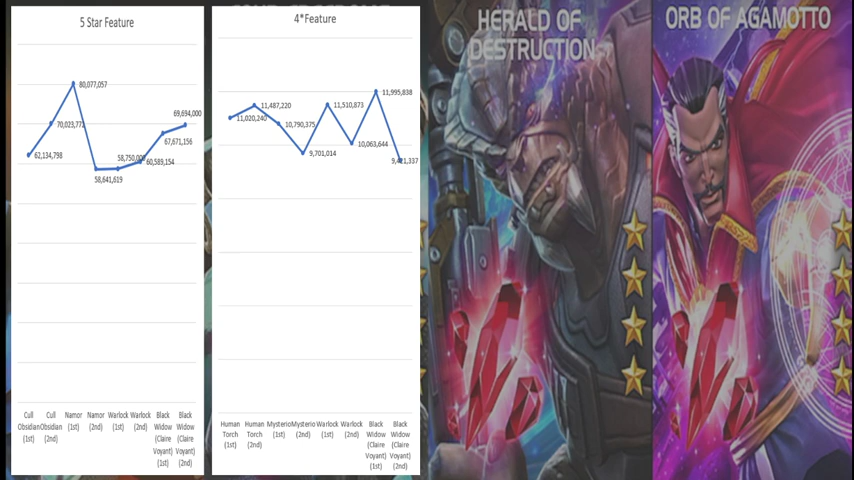 5 Star Feature
80,077,057
70,023,772
62,134,798
58,641,619
58,750,000
60,589,154
67,671,156
69,694,000
Cull Obsidian (1st)
Cull Obsidian (2nd)
Namor (1st)
Namor (2nd)
Warlock (1st)
Warlock (2nd)
Black Widow (Claire Voyant) (1st)
Black Widow (Claire Voyant) (2nd)
4*Feature
11,020,240
11,487,220
10,790,375
9,701,014
11,510,873
10,063,644
11,995,838
Human Torch (1st)
Human Torch (2nd)
Mysterio (1st)
Mysterio (2nd)
Warlock (1st)
Warlock (2nd)
Black Widow (Claire Voyant) (1st)
Black Widow (Claire Voyant) (2nd)
HERALD OF
DESTRUCTION
ORB OF AGAMOTTO